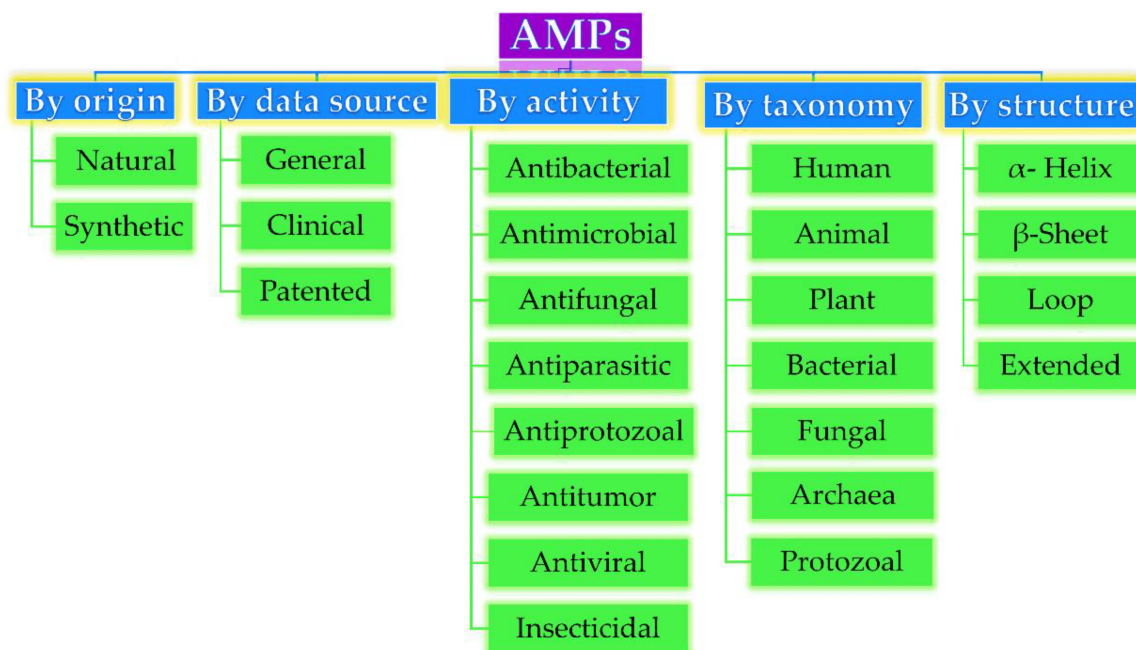 AMPs
By origin
Natural
Synthetic
By data source
General
Clinical
Patented
By activity
Antibacterial
Antimicrobial
Antifungal
Antiparasitic
Antiprotozoal
Antitumor
Antiviral
Insecticidal
By taxonomy
Human
Animal
Plant
Bacterial
Fungal
Archaea
Protozoal
By structure
α- Helix
β-Sheet
Loop
Extended